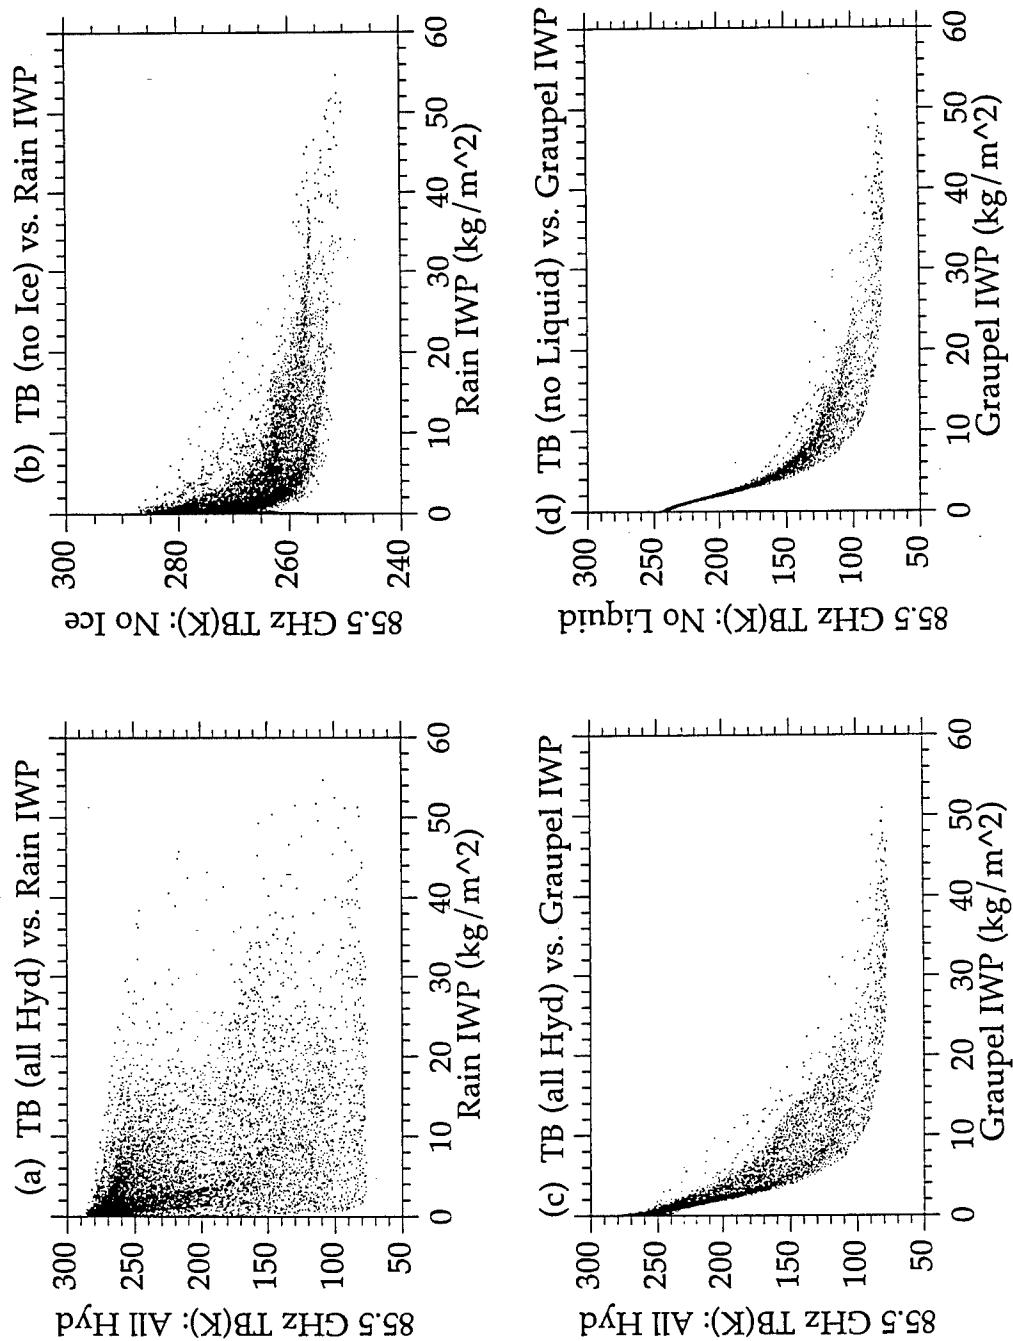 (a) TB (all Hyd) vs. Rain IWP
85.5 GHz TB(K): All Hyd
300
250
200
150
100
50
0 10 20 30 40 50 60
Rain IWP (kg/m^2)
(b) TB (no Ice) vs. Rain IWP
85.5 GHz TB(K): No Ice
300
280
260
240
0 10 20 30 40 50 60
Rain IWP (kg/m^2)
(c) TB (all Hyd) vs. Graupel IWP
85.5 GHz TB(K): All Hyd
300
250
200
150
100
50
0 10 20 30 40 50 60
Graupel IWP (kg/m^2)
(d) TB (no Liquid) vs. Graupel IWP
85.5 GHz TB(K): No Liquid
300
250
200
150
100
50
0 10 20 30 40 50 60
Graupel IWP (kg/m^2)